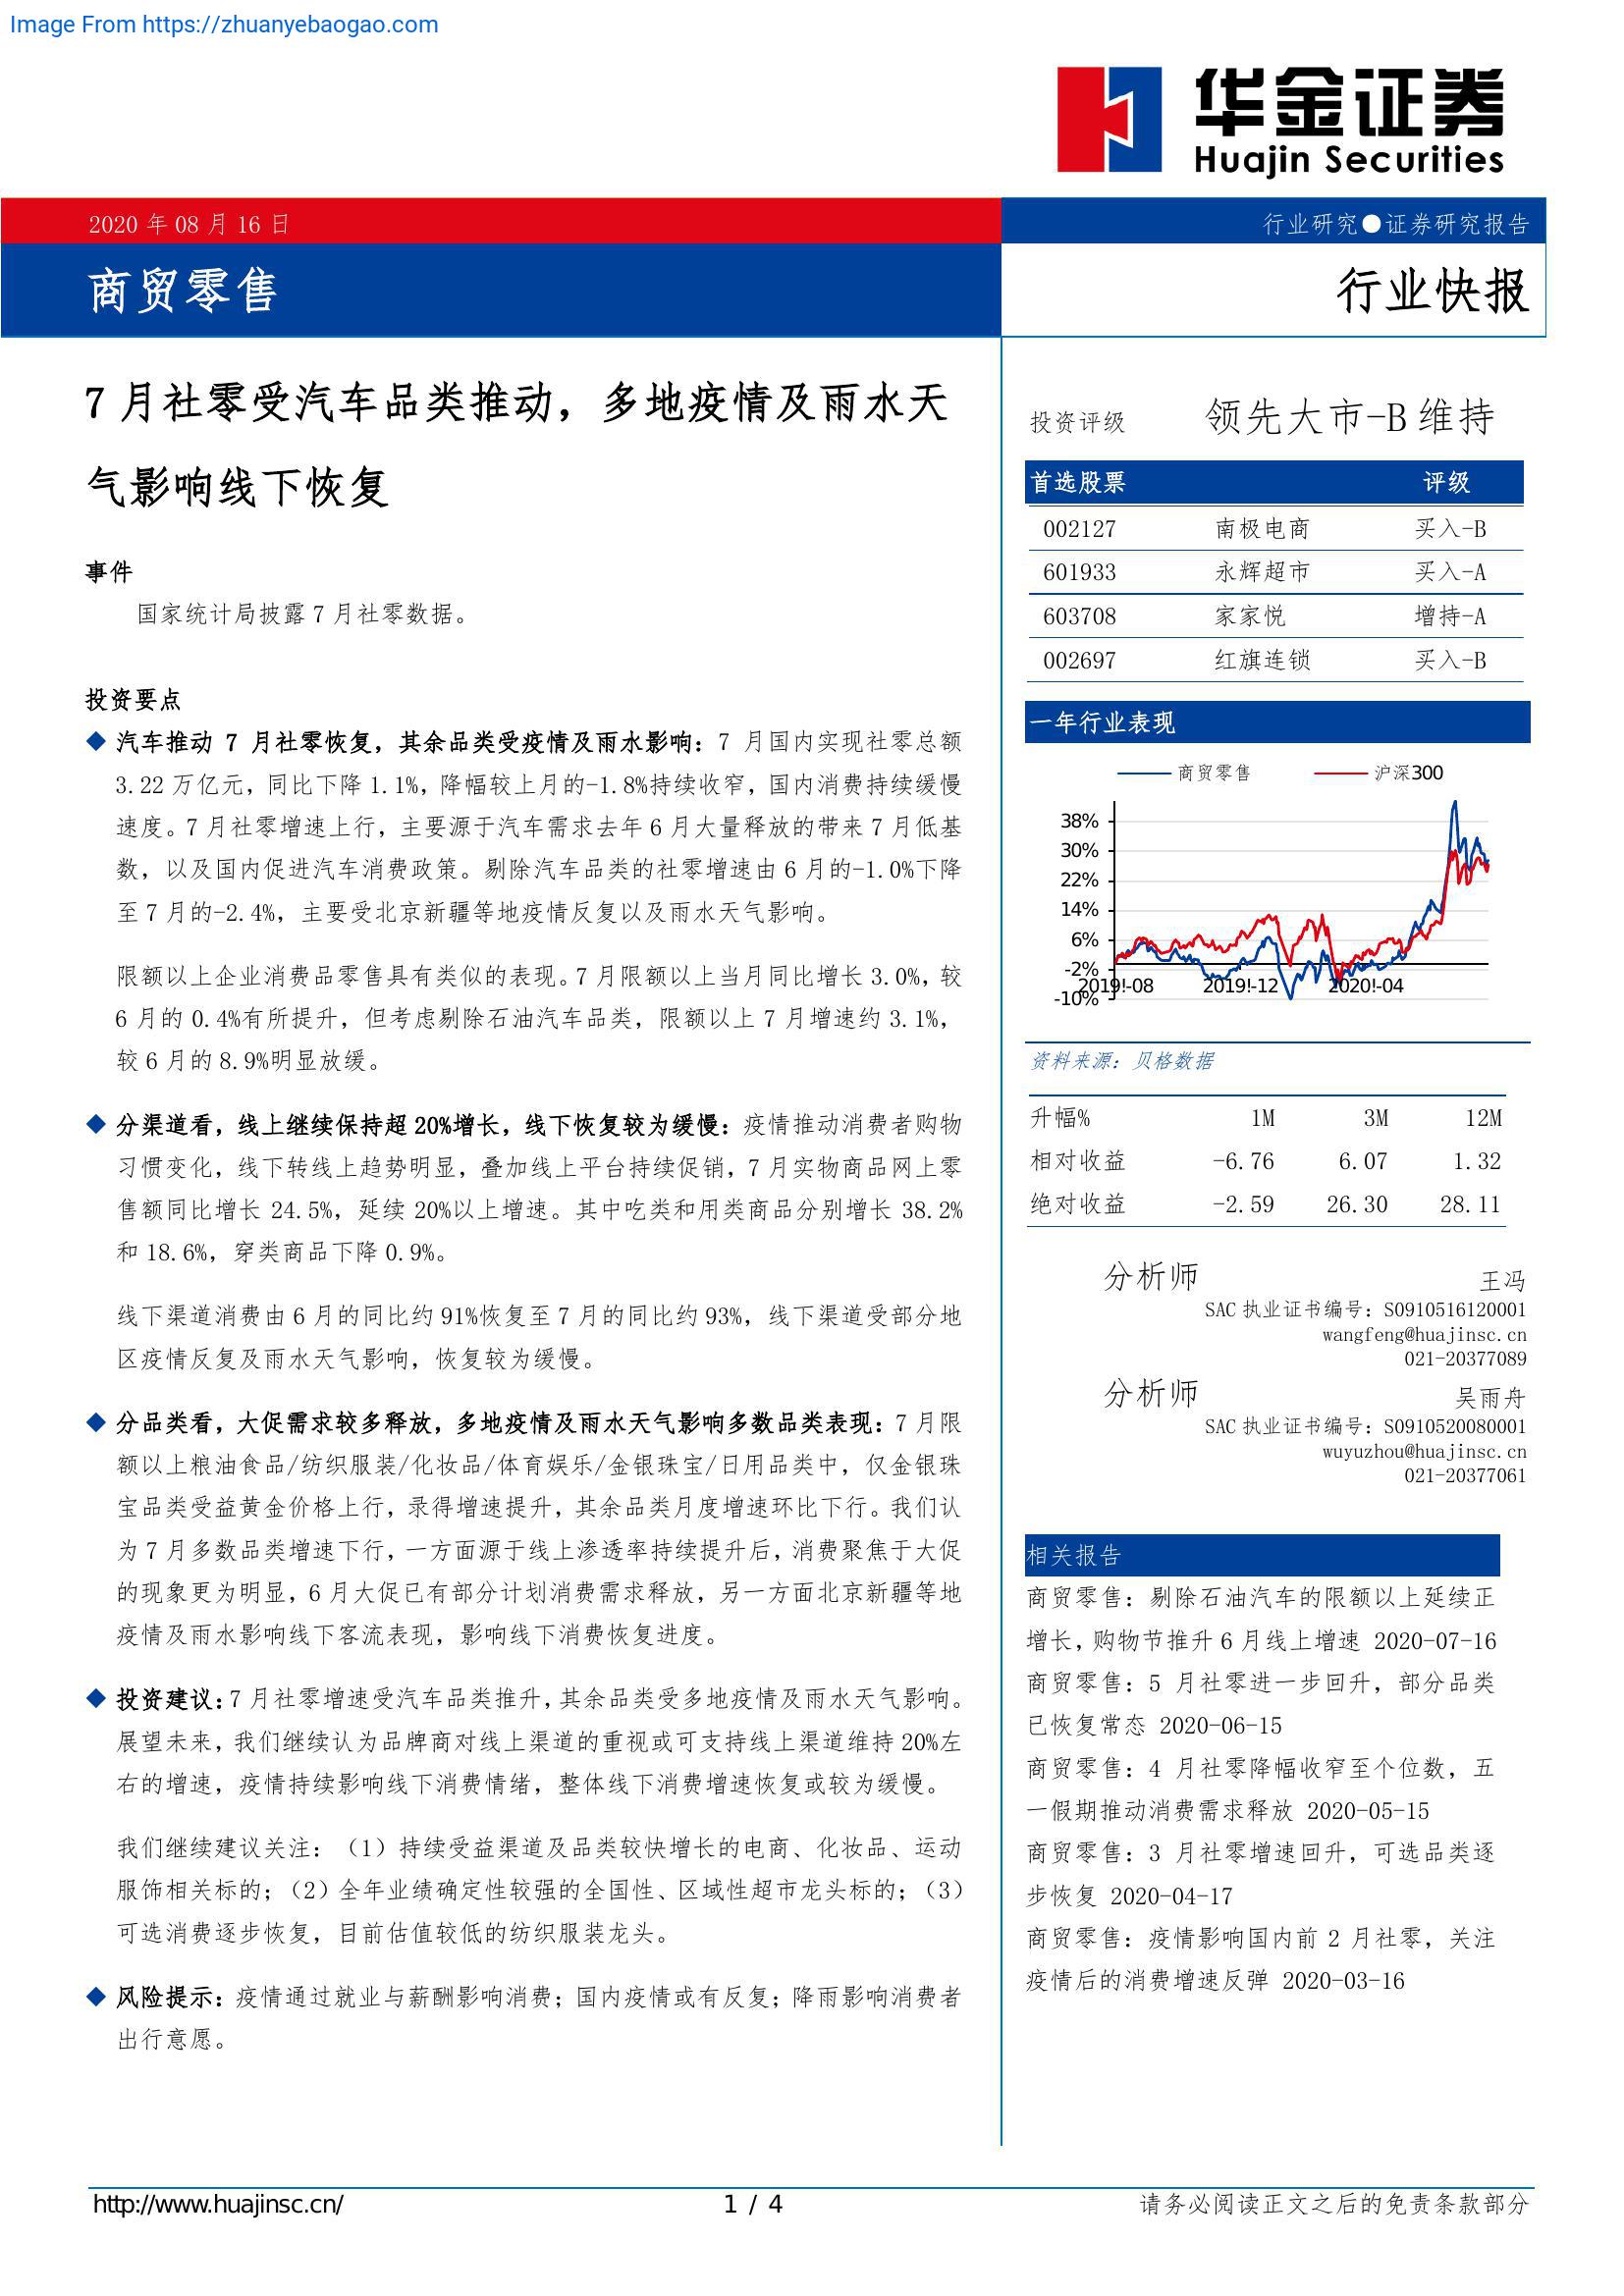 Image From https://zhuanyebaogao.com
华金证券
Huajin Securities
2020 年 08 月 16 日
行业研究●证券研究报告
商贸零售
行业快报
7 月社零受汽车品类推动，多地疫情及雨水天
气影响线下恢复
事件
国家统计局披露 7 月社零数据。
投资要点
◆ 汽车推动 7 月社零恢复，其余品类受疫情及雨水影响：7 月国内实现社零总额
3.22 万亿元，同比下降 1.1%，降幅较上月的-1.8%持续收窄，国内消费持续缓慢
速度。7 月社零增速上行，主要源于汽车需求去年 6 月大量释放的带来 7 月低基
数，以及国内促进汽车消费政策。剔除汽车品类的社零增速由 6 月的-1.0%下降
至 7 月的-2.4%，主要受北京新疆等地疫情反复以及雨水天气影响。
限额以上企业消费品零售具有类似的表现。7 月限额以上当月同比增长 3.0%，较
6 月的 0.4%有所提升，但考虑剔除石油汽车品类，限额以上 7 月增速约 3.1%，
较 6 月的 8.9%明显放缓。
◆ 分渠道看，线上继续保持超 20%增长，线下恢复较为缓慢：疫情推动消费者购物
习惯变化，线下转线上趋势明显，叠加线上平台持续促销，7 月实物商品网上零
售额同比增长 24.5%，延续 20%以上增速。其中吃类和用类商品分别增长 38.2%
和 18.6%，穿类商品下降 0.9%。
线下渠道消费由 6 月的同比约 91%恢复至 7 月的同比约 93%，线下渠道受部分地
区疫情反复及雨水天气影响，恢复较为缓慢。
◆ 分品类看，大促需求较多释放，多地疫情及雨水天气影响多数品类表现：7 月限
额以上粮油食品/纺织服装/化妆品/体育娱乐/金银珠宝/日用品类中，仅金银珠
宝品类受益黄金价格上行，录得增速提升，其余品类月度增速环比下行。我们认
为 7 月多数品类增速下行，一方面源于线上渗透率持续提升后，消费聚焦于大促
的现象更为明显，6 月大促已有部分计划消费需求释放，另一方面北京新疆等地
疫情及雨水影响线下客流表现，影响线下消费恢复进度。
◆ 投资建议：7 月社零增速受汽车品类推升，其余品类受多地疫情及雨水天气影响。
展望未来，我们继续认为品牌商对线上渠道的重视或可支持线上渠道维持 20%左
右的增速，疫情持续影响线下消费情绪，整体线下消费增速恢复或较为缓慢。
我们继续建议关注：（1）持续受益渠道及品类较快增长的电商、化妆品、运动
服饰相关标的；（2）全年业绩确定性较强的全国性、区域性超市龙头标的；（3）
可选消费逐步恢复，目前估值较低的纺织服装龙头。
◆ 风险提示：疫情通过就业与薪酬影响消费；国内疫情或有反复；降雨影响消费者
出行意愿。
投资评级 领先大市-B 维持
首选股票 评级
002127 南极电商 买入-B
601933 永辉超市 买入-A
603708 家家悦 增持-A
002697 红旗连锁 买入-B
一年行业表现
商贸零售 沪深300
38%
30%
22%
14%
6%
-2%
-10%
2019!-08 2019!-12 2020!-04
资料来源：贝格数据
升幅% 1M 3M 12M
相对收益 -6.76 6.07 1.32
绝对收益 -2.59 26.30 28.11
分析师 王冯
SAC 执业证书编号：S0910516120001
wangfeng@huajinsc.cn
021-20377089
分析师 吴雨舟
SAC 执业证书编号：S0910520080001
wuyuzhou@huajinsc.cn
021-20377061
相关报告
商贸零售：剔除石油汽车的限额以上延续正
增长，购物节推升 6 月线上增速 2020-07-16
商贸零售：5 月社零进一步回升，部分品类
已恢复常态 2020-06-15
商贸零售：4 月社零降幅收窄至个位数，五
一假期推动消费需求释放 2020-05-15
商贸零售：3 月社零增速回升，可选品类逐
步恢复 2020-04-17
商贸零售：疫情影响国内前 2 月社零，关注
疫情后的消费增速反弹 2020-03-16
http://www.huajinsc.cn/
1 / 4
请务必阅读正文之后的免责条款部分